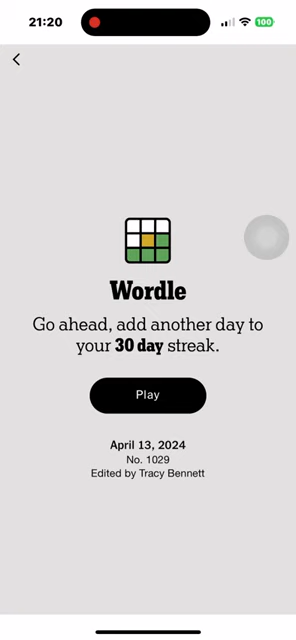 21:20
100
Wordle
Go ahead, add another day to
your 30 day streak.
Play
April 13, 2024
No. 1029
Edited by Tracy Bennett